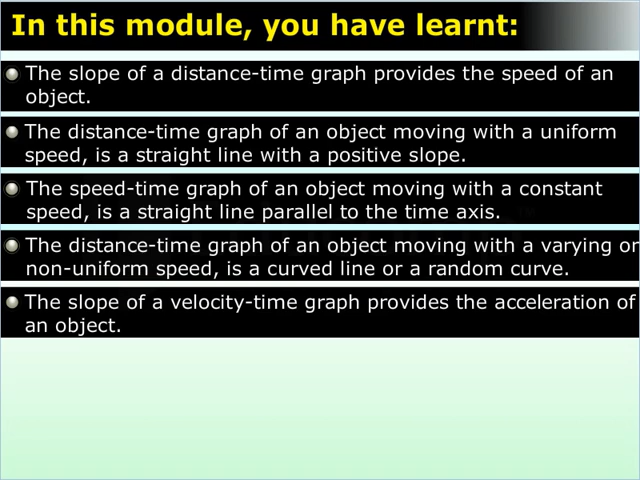 In this module, you have learnt:
The slope of a distance-time graph provides the speed of an
object.
The distance-time graph of an object moving with a uniform
speed, is a straight line with a positive slope.
The speed-time graph of an object moving with a constant
speed, is a straight line parallel to the time axis.
The distance-time graph of an object moving with a varying or
non-uniform speed, is a curved line or a random curve.
The slope of a velocity-time graph provides the acceleration of
an object.